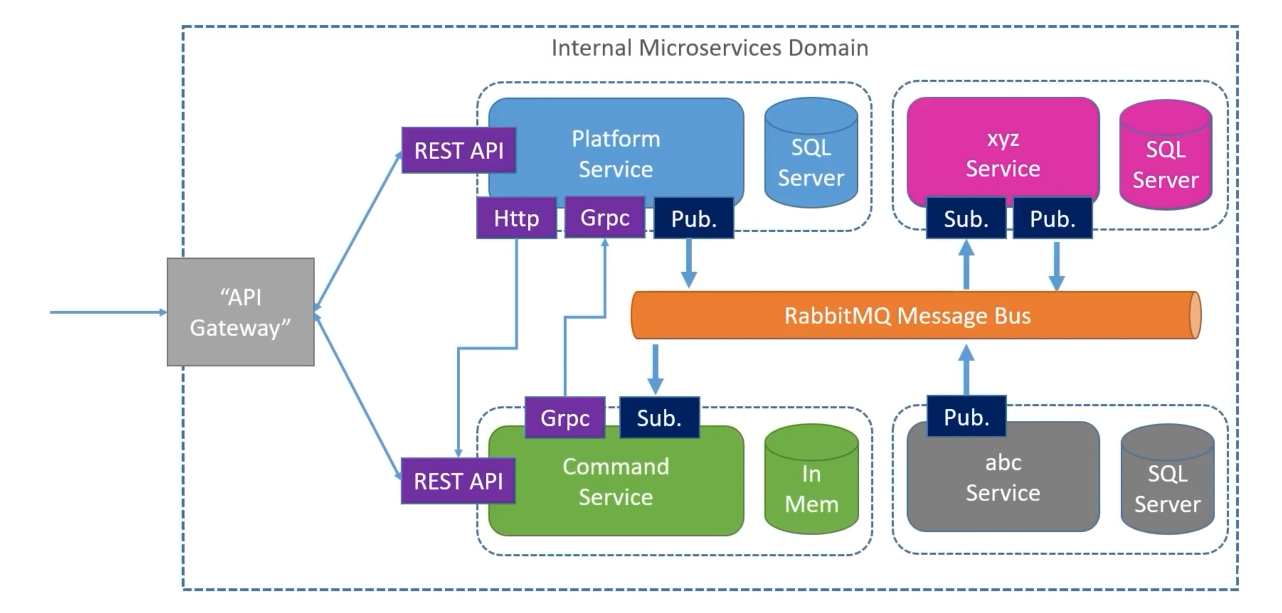 Internal Microservices Domain
REST API
Platform
Service
SQL
Server
xyz
Service
SQL
Server
Http
Grpc
Pub.
Sub.
Pub.
“API
Gateway”
RabbitMQ Message Bus
Grpc
Sub.
Pub.
REST API
Command
Service
In
Mem
abc
Service
SQL
Server